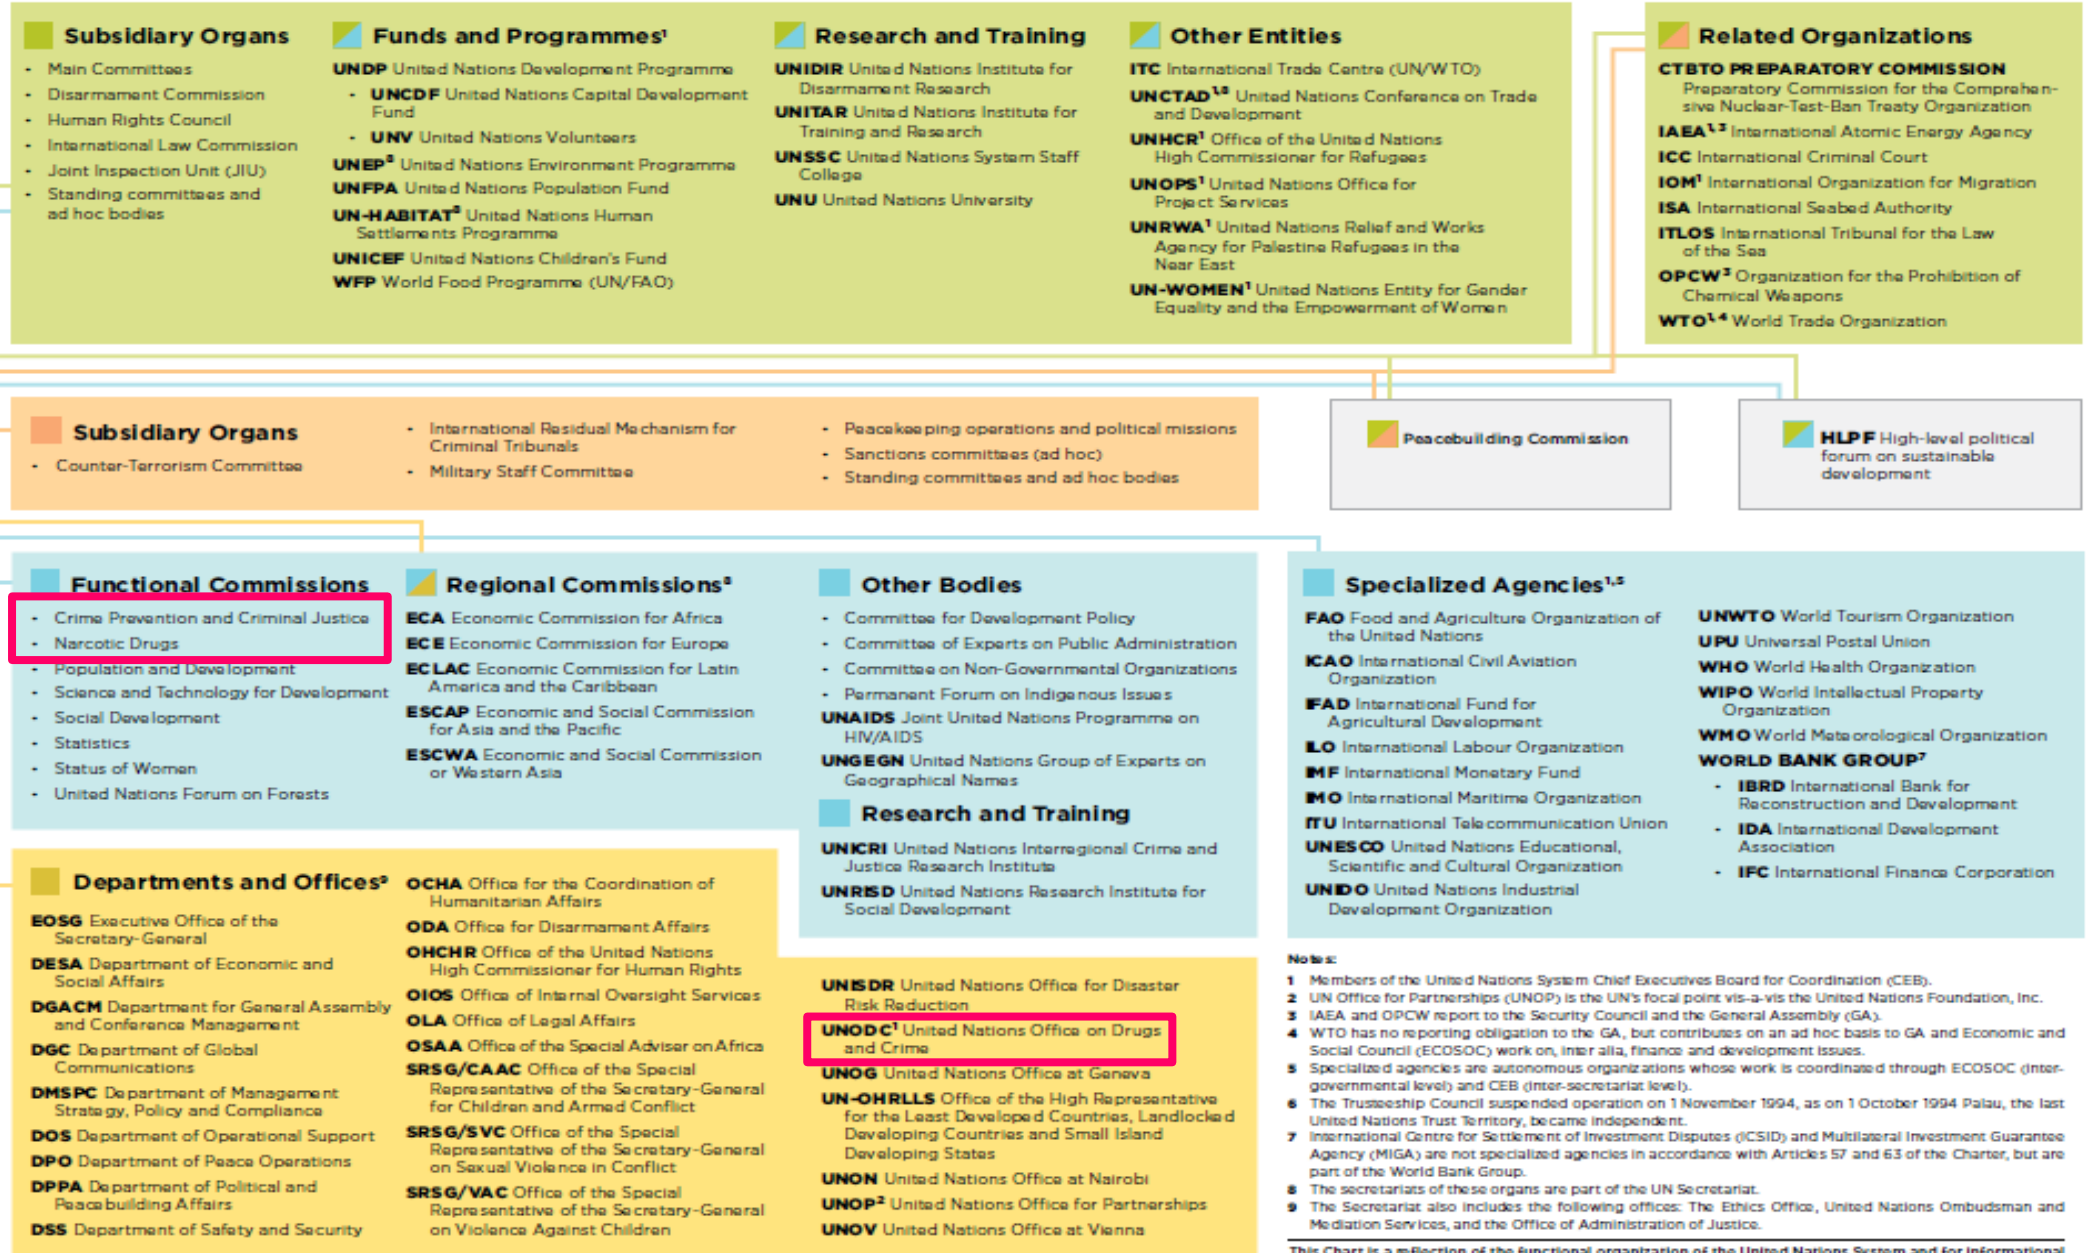 Subsidiary Organs
- Main Committees
- Disarmament Commission
- Human Rights Council
- International Law Commission
- Joint Inspection Unit (JIU)
- Standing committees and
ad hoc bodies
Funds and Programmes¹
UNDP United Nations Development Programme
- UNCDF United Nations Capital Development
Fund
- UNV United Nations Volunteers
UNEP⁸ United Nations Environment Programme
UNFPA United Nations Population Fund
UN-HABITAT⁸ United Nations Human
Settlements Programme
UNICEF United Nations Children's Fund
WFP World Food Programme (UN/FAO)
Research and Training
UNIDIR United Nations Institute for
Disarmament Research
UNITAR United Nations Institute for
Training and Research
UNSSC United Nations System Staff
College
UNU United Nations University
Other Entities
ITC International Trade Centre (UN/WTO)
UNCTAD¹,⁸ United Nations Conference on Trade
and Development
UNHCR¹ Office of the United Nations
High Commissioner for Refugees
UNOPS¹ United Nations Office for
Project Services
UNRWA¹ United Nations Relief and Works
Agency for Palestine Refugees in the
Near East
UN-WOMEN¹ United Nations Entity for Gender
Equality and the Empowerment of Women
Related Organizations
CTBTO PREPARATORY COMMISSION
Preparatory Commission for the Comprehen-
sive Nuclear-Test-Ban Treaty Organization
IAEA¹,³ International Atomic Energy Agency
ICC International Criminal Court
IOM¹ International Organization for Migration
ISA International Seabed Authority
ITLOS International Tribunal for the Law
of the Sea
OPCW³ Organization for the Prohibition of
Chemical Weapons
WTO¹,⁴ World Trade Organization
Subsidiary Organs
- Counter-Terrorism Committee
- International Residual Mechanism for
Criminal Tribunals
- Military Staff Committee
- Peacekeeping operations and political missions
- Sanctions committees (ad hoc)
- Standing committees and ad hoc bodies
Peacebuilding Commission
HLPF High-level political
forum on sustainable
development
Functional Commissions
- Crime Prevention and Criminal Justice
- Narcotic Drugs
- Population and Development
- Science and Technology for Development
- Social Development
- Statistics
- Status of Women
- United Nations Forum on Forests
Regional Commissions⁸
ECA Economic Commission for Africa
ECE Economic Commission for Europe
ECLAC Economic Commission for Latin
America and the Caribbean
ESCAP Economic and Social Commission
for Asia and the Pacific
ESCWA Economic and Social Commission
or Western Asia
Other Bodies
- Committee for Development Policy
- Committee of Experts on Public Administration
- Committee on Non-Governmental Organizations
- Permanent Forum on Indigenous Issues
UNAIDS Joint United Nations Programme on
HIV/AIDS
UNGEGN United Nations Group of Experts on
Geographical Names
Research and Training
UNICRI United Nations Interregional Crime and
Justice Research Institute
UNRISD United Nations Research Institute for
Social Development
Specialized Agencies¹,⁵
FAO Food and Agriculture Organization of
the United Nations
ICAO International Civil Aviation
Organization
IFAD International Fund for
Agricultural Development
ILO International Labour Organization
IMF International Monetary Fund
IMO International Maritime Organization
ITU International Telecommunication Union
UNESCO United Nations Educational,
Scientific and Cultural Organization
UNIDO United Nations Industrial
Development Organization
UNWTO World Tourism Organization
UPU Universal Postal Union
WHO World Health Organization
WIPO World Intellectual Property
Organization
WMO World Meteorological Organization
WORLD BANK GROUP⁷
- IBRD International Bank for
Reconstruction and Development
- IDA International Development
Association
- IFC International Finance Corporation
Departments and Offices⁹
EOSG Executive Office of the
Secretary-General
DESA Department of Economic and
Social Affairs
DGACM Department for General Assembly
and Conference Management
DGC Department of Global
Communications
DMSPC Department of Management
Strategy, Policy and Compliance
DOS Department of Operational Support
DPO Department of Peace Operations
DPPA Department of Political and
Peacebuilding Affairs
DSS Department of Safety and Security
OCHA Office for the Coordination of
Humanitarian Affairs
ODA Office for Disarmament Affairs
OHCHR Office of the United Nations
High Commissioner for Human Rights
OIOS Office of Internal Oversight Services
OLA Office of Legal Affairs
OSAA Office of the Special Adviser on Africa
SRSG/CAAC Office of the Special
Representative of the Secretary-General
for Children and Armed Conflict
SRSG/SVC Office of the Special
Representative of the Secretary-General
on Sexual Violence in Conflict
SRSG/VAC Office of the Special
Representative of the Secretary-General
on Violence Against Children
UNISDR United Nations Office for Disaster
Risk Reduction
UNODC¹ United Nations Office on Drugs
and Crime
UNOG United Nations Office at Geneva
UN-OHRLLS Office of the High Representative
for the Least Developed Countries, Landlocked
Developing Countries and Small Island
Developing States
UNON United Nations Office at Nairobi
UNOP² United Nations Office for Partnerships
UNOV United Nations Office at Vienna
Notes:
1 Members of the United Nations System Chief Executives Board for Coordination (CEB).
2 UN Office for Partnerships (UNOP) is the UN's focal point vis-a-vis the United Nations Foundation, Inc.
3 IAEA and OPCW report to the Security Council and the General Assembly (GA).
4 WTO has no reporting obligation to the GA, but contributes on an ad hoc basis to GA and Economic and
Social Council (ECOSOC) work on, inter alia, finance and development issues.
5 Specialized agencies are autonomous organizations whose work is coordinated through ECOSOC (inter-
governmental level) and CEB (inter-secretariat level).
6 The Trusteeship Council suspended operation on 1 November 1994, as on 1 October 1994 Palau, the last
United Nations Trust Territory, became independent.
7 International Centre for Settlement of Investment Disputes (ICSID) and Multilateral Investment Guarantee
Agency (MIGA) are not specialized agencies in accordance with Articles 57 and 63 of the Charter, but are
part of the World Bank Group.
8 The secretariats of these organs are part of the UN Secretariat.
9 The Secretariat also includes the following offices: The Ethics Office, United Nations Ombudsman and
Mediation Services, and the Office of Administration of Justice.
This Chart is a reflection of the functional organization of the United Nations System and for informational